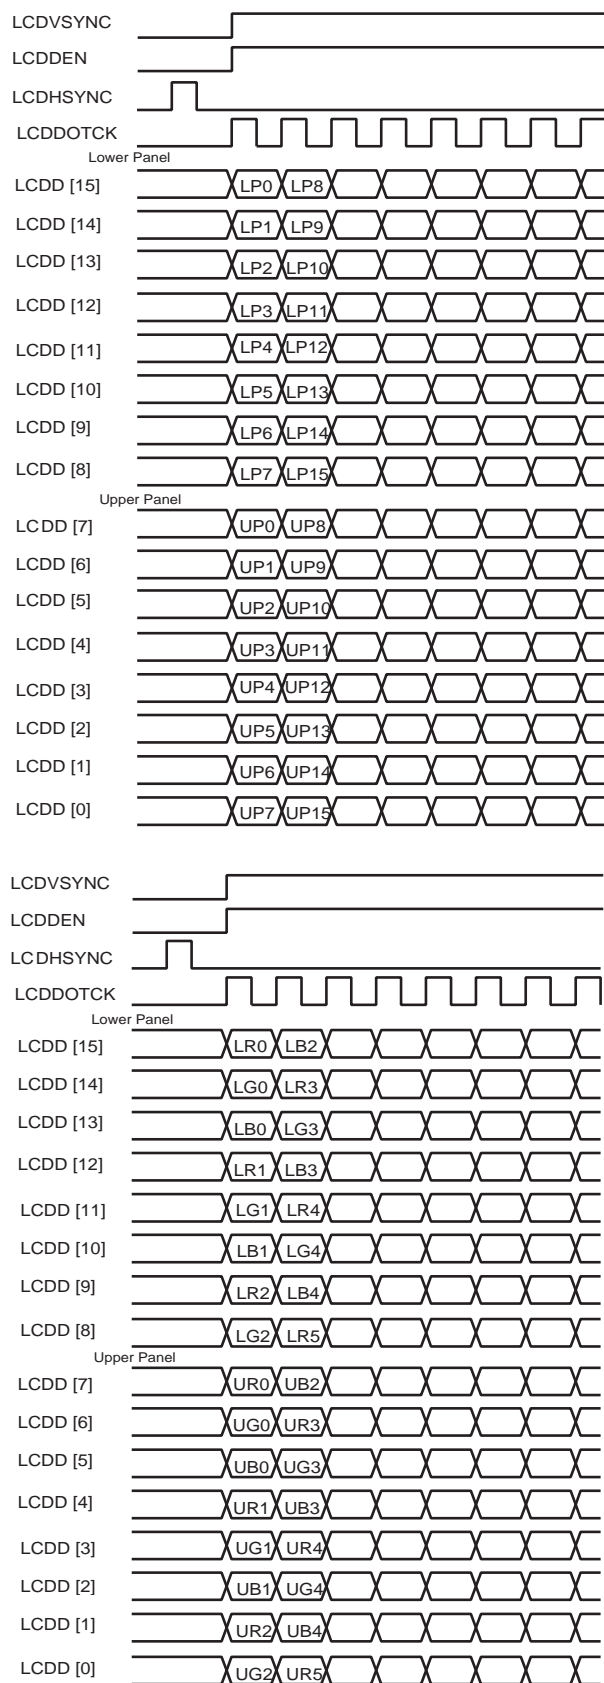 LCDVSYNC
LCDDEN
LCDHSYNC
LCDDOTCK
Lower Panel
LCDD [15] LP0 LP8
LCDD [14] LP1 LP9
LCDD [13] LP2 LP10
LCDD [12] LP3 LP11
LCDD [11] LP4 LP12
LCDD [10] LP5 LP13
LCDD [9] LP6 LP14
LCDD [8] LP7 LP15
Upper Panel
LCDD [7] UP0 UP8
LCDD [6] UP1 UP9
LCDD [5] UP2 UP10
LCDD [4] UP3 UP11
LCDD [3] UP4 UP12
LCDD [2] UP5 UP13
LCDD [1] UP6 UP14
LCDD [0] UP7 UP15
LCDVSYNC
LCDDEN
LCDHSYNC
LCDDOTCK
Lower Panel
LCDD [15] LR0 LB2
LCDD [14] LG0 LR3
LCDD [13] LB0 LG3
LCDD [12] LR1 LB3
LCDD [11] LG1 LR4
LCDD [10] LB1 LG4
LCDD [9] LR2 LB4
LCDD [8] LG2 LR5
Upper Panel
LCDD [7] UR0 UB2
LCDD [6] UG0 UR3
LCDD [5] UB0 UG3
LCDD [4] UR1 UB3
LCDD [3] UG1 UR4
LCDD [2] UB1 UG4
LCDD [1] UR2 UB4
LCDD [0] UG2 UR5